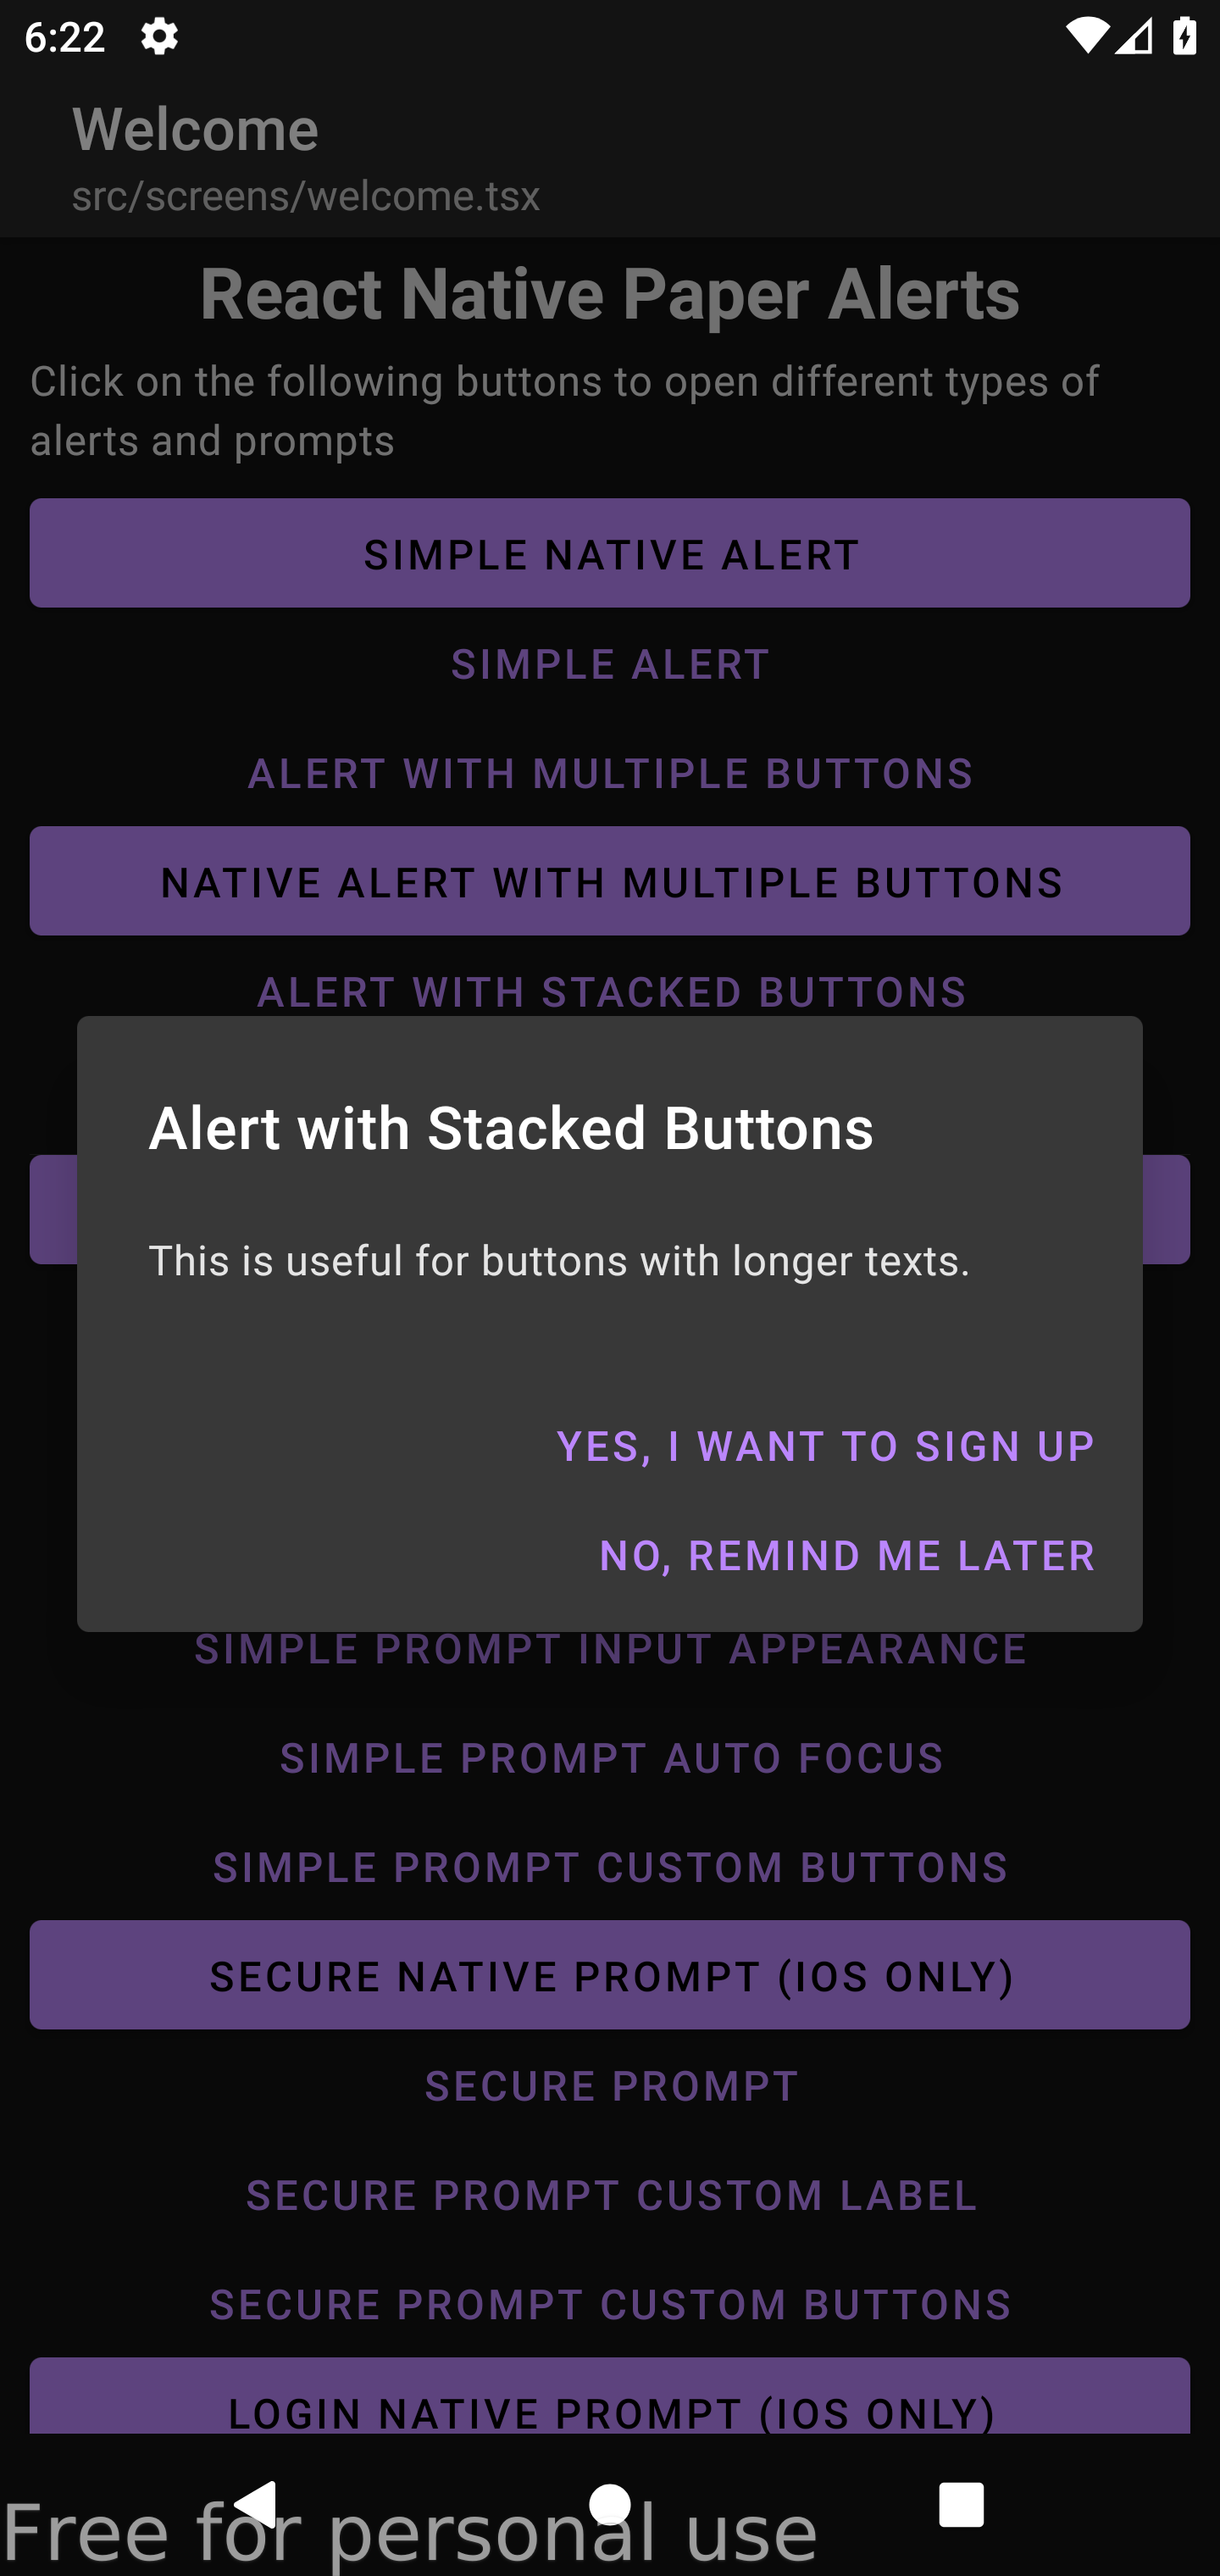 6:22
Welcome
src/screens/welcome.tsx
React Native Paper Alerts
Click on the following buttons to open different types of
alerts and prompts
SIMPLE NATIVE ALERT
SIMPLE ALERT
ALERT WITH MULTIPLE BUTTONS
NATIVE ALERT WITH MULTIPLE BUTTONS
ALERT WITH STACKED BUTTONS
Alert with Stacked Buttons
This is useful for buttons with longer texts.
YES, I WANT TO SIGN UP
NO, REMIND ME LATER
SIMPLE PROMPT INPUT APPEARANCE
SIMPLE PROMPT AUTO FOCUS
SIMPLE PROMPT CUSTOM BUTTONS
SECURE NATIVE PROMPT (IOS ONLY)
SECURE PROMPT
SECURE PROMPT CUSTOM LABEL
SECURE PROMPT CUSTOM BUTTONS
LOGIN NATIVE PROMPT (IOS ONLY)
Free for personal use